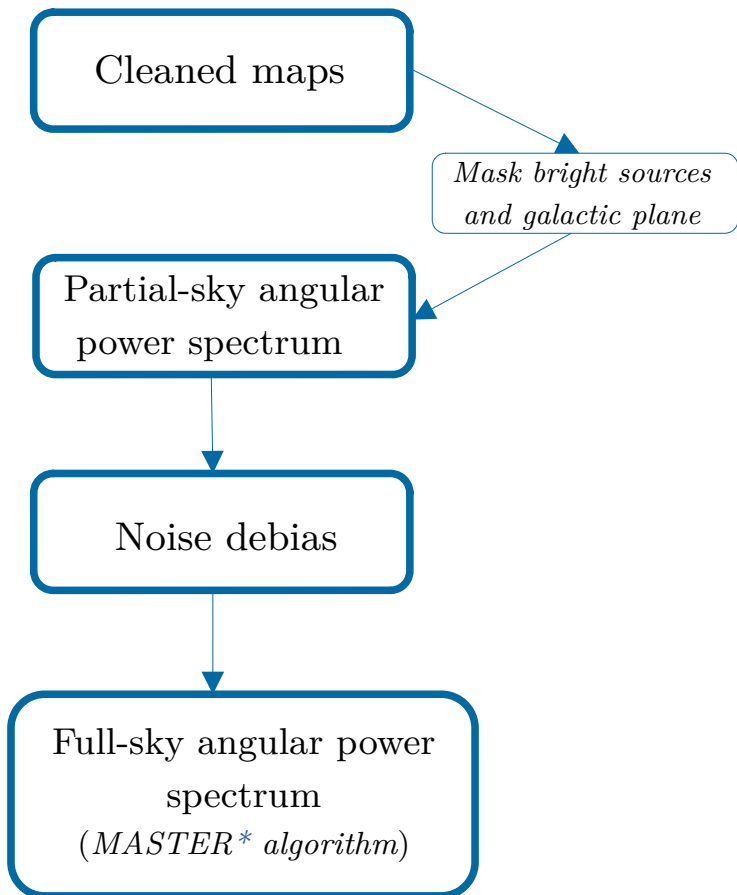 Cleaned maps
Mask bright sources
and galactic plane
Partial-sky angular
power spectrum
Noise debias
Full-sky angular power
spectrum
(MASTER* algorithm)